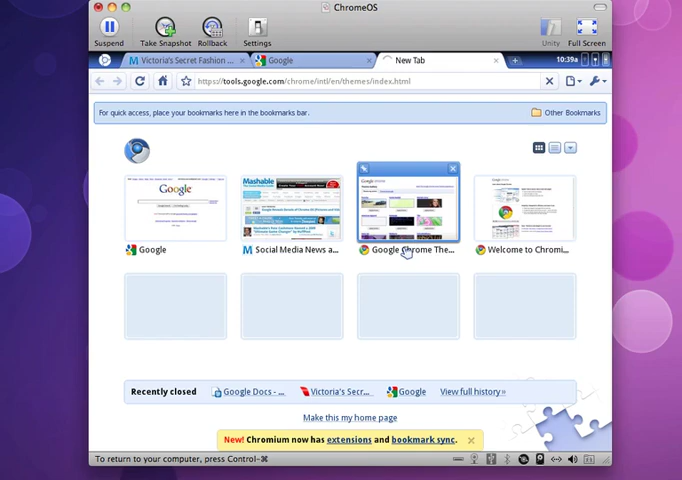 ChromeOS
Suspend Take Snapshot Rollback Settings Unity Full Screen
Victoria's Secret Fashion ... Google New Tab 10:39a
https://tools.google.com/chrome/intl/en/themes/index.html
For quick access, place your bookmarks here in the bookmarks bar. Other Bookmarks
Google
Mashable
Google Social Media News a... Google Chrome The... Welcome to Chromi...
Recently closed Google Docs - ... Victoria's Secr... Google View full history»
Make this my home page
New! Chromium now has extensions and bookmark sync.
To return to your computer, press Control-⌘